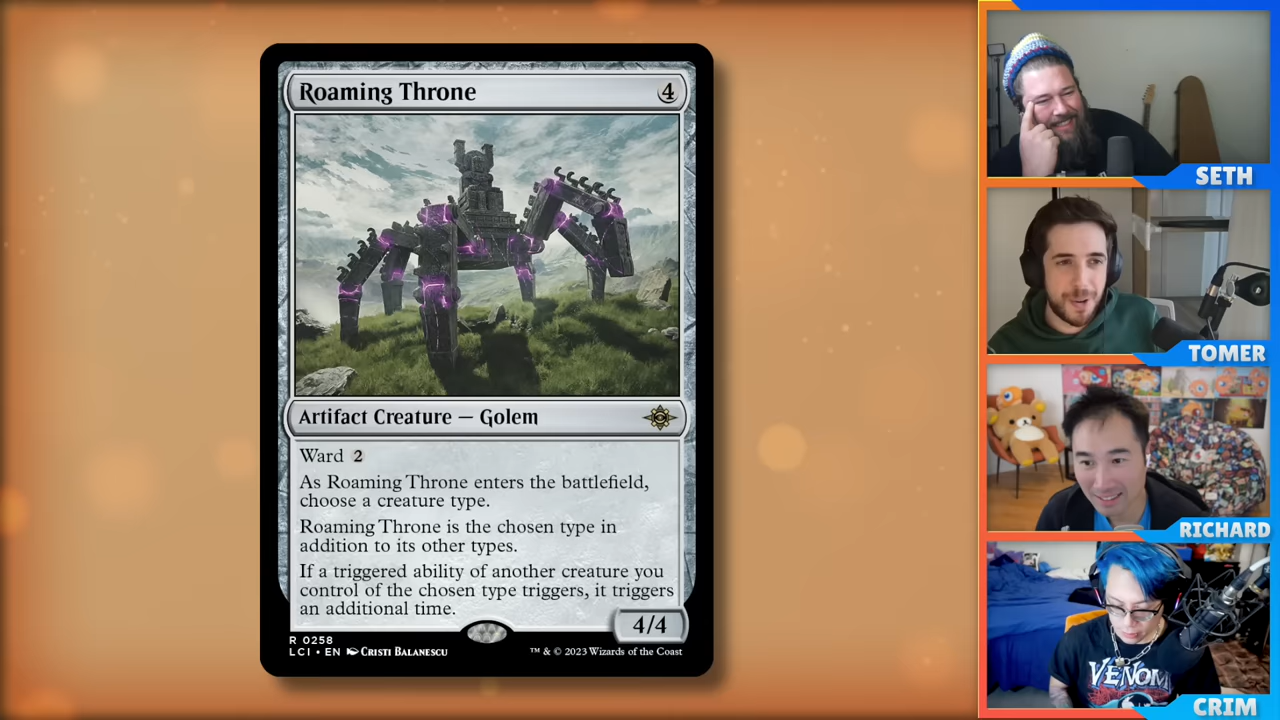 Roaming Throne 4
Artifact Creature — Golem
Ward 2
As Roaming Throne enters the battlefield,
choose a creature type.
Roaming Throne is the chosen type in
addition to its other types.
If a triggered ability of another creature you
control of the chosen type triggers, it triggers
an additional time.
4/4
R 0258
LCI • EN Cristi Balanescu
™ & © 2023 Wizards of the Coast
SETH
TOMER
RICHARD
VENOM
CRIM